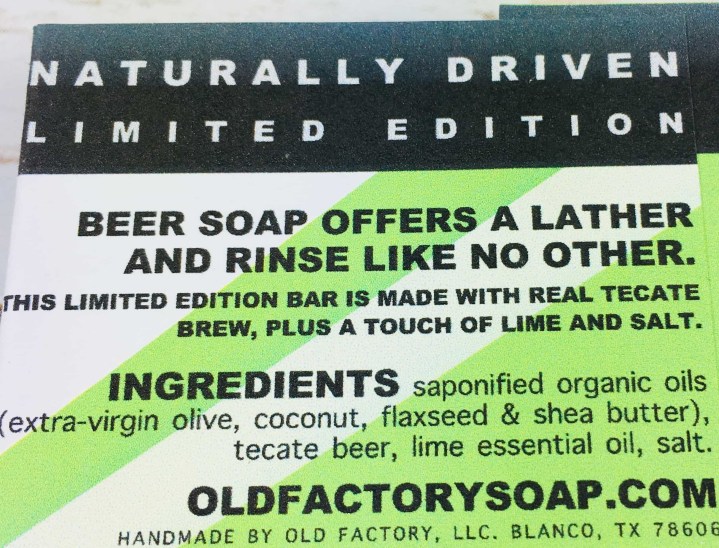 NATURALLY DRIVEN
LIMITED EDITION
BEER SOAP OFFERS A LATHER
AND RINSE LIKE NO OTHER.
THIS LIMITED EDITION BAR IS MADE WITH REAL TECATE
BREW, PLUS A TOUCH OF LIME AND SALT.
INGREDIENTS saponified organic oils
(extra-virgin olive, coconut, flaxseed & shea butter),
tecate beer, lime essential oil, salt.
OLDFACTORYSOAP.COM
HANDMADE BY OLD FACTORY, LLC. BLANCO, TX 78606